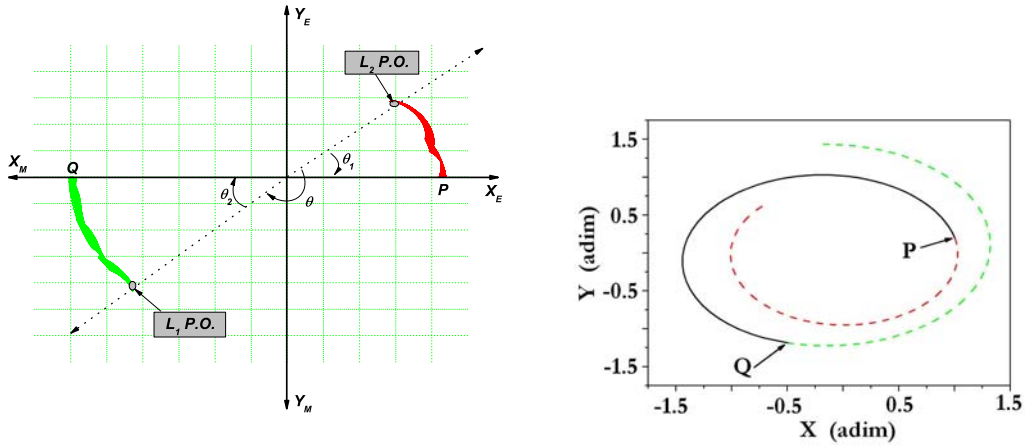 Y_E
L_2 P.O.
θ_1
X_M
Q
P
X_E
θ_2
θ
L_1 P.O.
Y_M
1.5
0.5
-0.5
-1.5
Y (adim)
P
Q
-1.5
-0.5
0.5
1.5
X (adim)